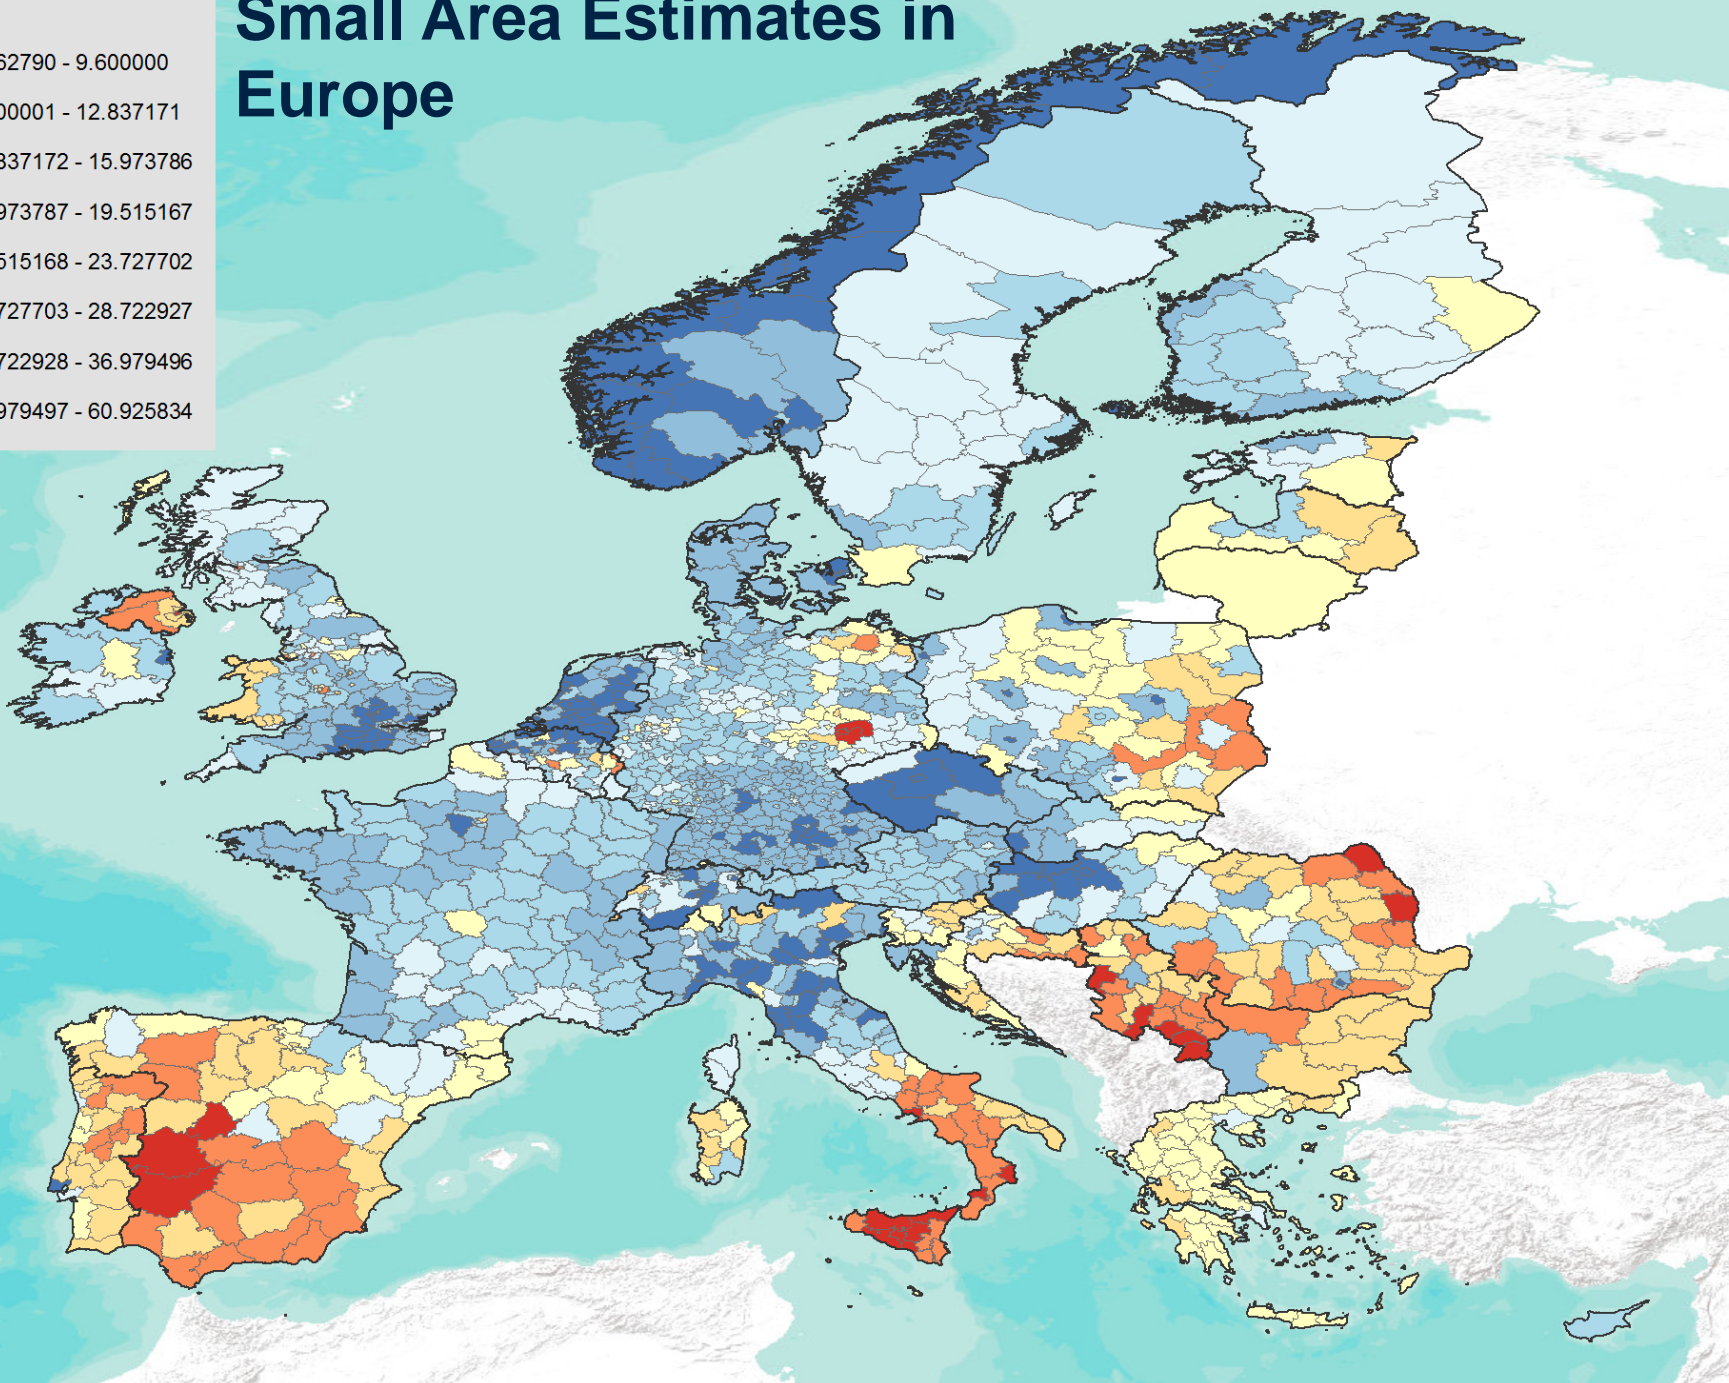 Small Area Estimates in
Europe
62790 - 9.600000
00001 - 12.837171
837172 - 15.973786
973787 - 19.515167
515168 - 23.727702
727703 - 28.722927
722928 - 36.979496
979497 - 60.925834